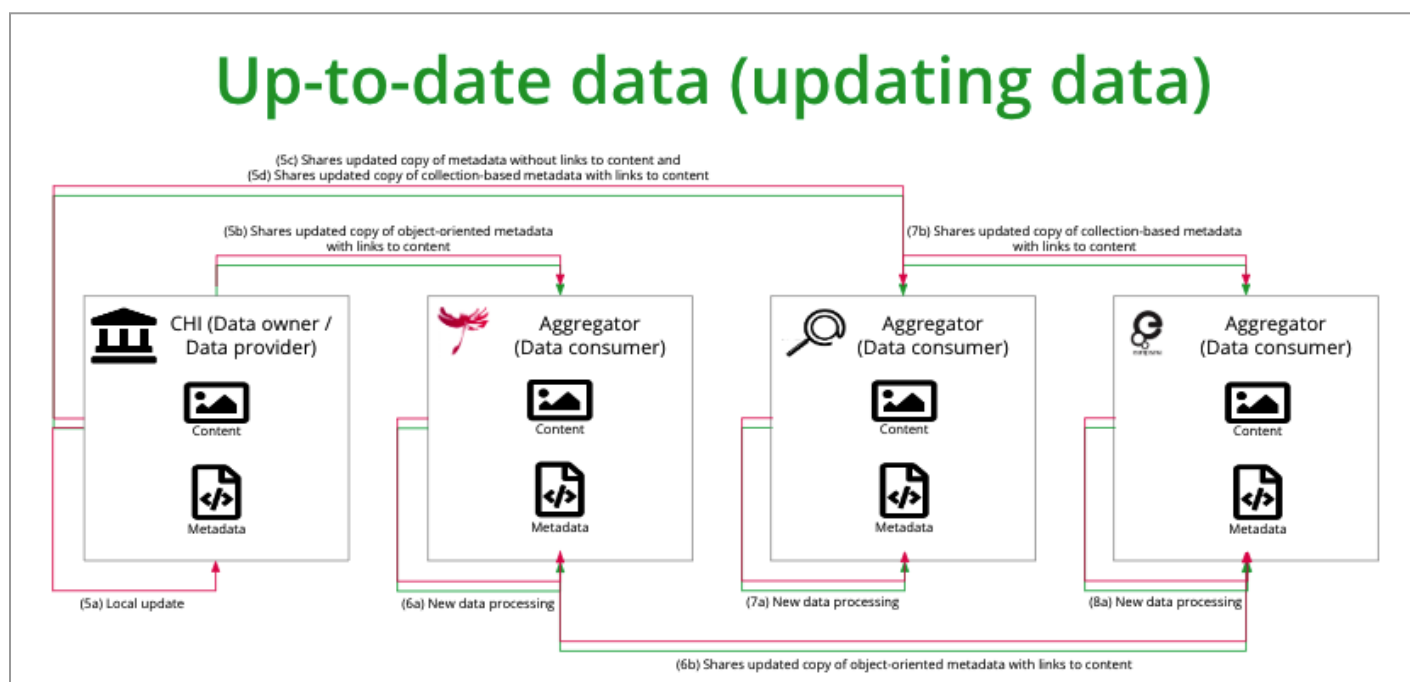 Up-to-date data (updating data)
(5c) Shares updated copy of metadata without links to content and
(5d) Shares updated copy of collection-based metadata with links to content
(5b) Shares updated copy of object-oriented metadata
with links to content
(7b) Shares updated copy of collection-based metadata
with links to content
CHI (Data owner /
Data provider)
Content
Metadata
Aggregator
(Data consumer)
Content
Metadata
Aggregator
(Data consumer)
Content
Metadata
Aggregator
(Data consumer)
Content
Metadata
(5a) Local update
(6a) New data processing
(7a) New data processing
(8a) New data processing
(6b) Shares updated copy of object-oriented metadata with links to content